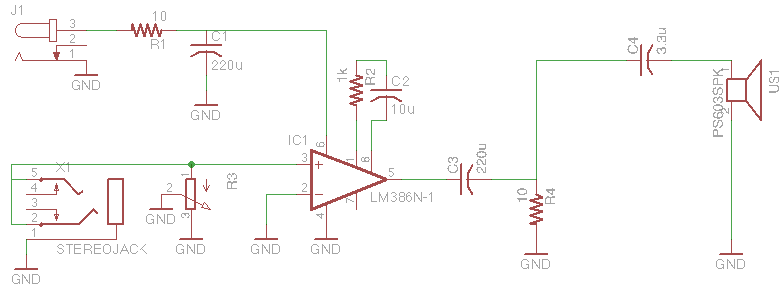 J1
3
2
1
10
R1
C1
220u
GND
GND
1k
R2
C2
10u
IC1
6
1
8
3
2
5
4
7
LM386N-1
C3
220u
C4
3.3u
1
2
PS603SPK
US1
X1
5
4
3
2
1
STEREOJACK
GND
1
2
3
R3
GND
GND
GND
GND
10
R4
GND
GND